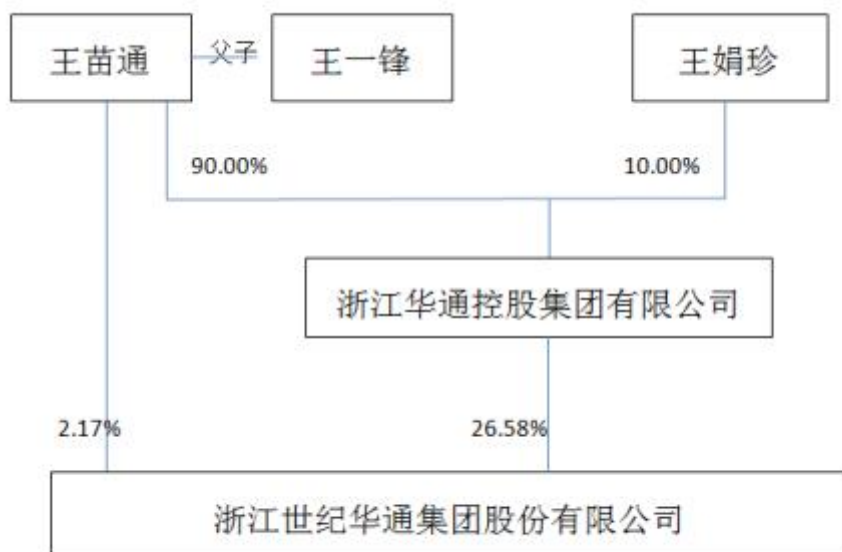 王苗通
父子
王一锋
王娟珍
90.00%
10.00%
浙江华通控股集团有限公司
2.17%
26.58%
浙江世纪华通集团股份有限公司